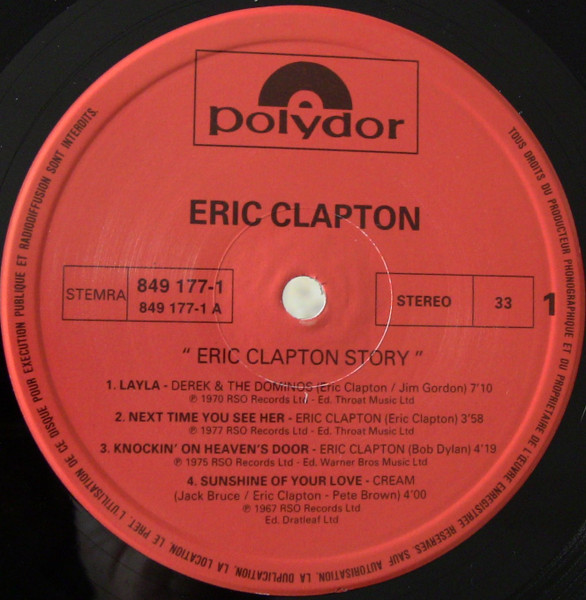 polydor
ERIC CLAPTON
STEMRA
849 177-1
849 177-1 A
STEREO
33
1
" ERIC CLAPTON STORY "
1. LAYLA - DEREK & THE DOMINOS (Eric Clapton / Jim Gordon) 7'10
℗ 1970 RSO Records Ltd - Ed. Throat Music Ltd
2. NEXT TIME YOU SEE HER - ERIC CLAPTON (Eric Clapton) 3'58
℗ 1977 RSO Records Ltd - Ed. Throat Music Ltd
3. KNOCKIN' ON HEAVEN'S DOOR - ERIC CLAPTON (Bob Dylan) 4'19
℗ 1975 RSO Records Ltd - Ed. Warner Bros Music Ltd
4. SUNSHINE OF YOUR LOVE - CREAM
(Jack Bruce / Eric Clapton - Pete Brown) 4'00
℗ 1967 RSO Records Ltd
Ed. Dratleaf Ltd
TOUS DROITS DU PRODUCTEUR PHONOGRAPHIQUE ET DU PROPRIETAIRE DE L'ŒUVRE ENREGISTREE RESERVES. SAUF AUTORISATION, LA DUPLICATION, LA LOCATION, LE PRET, L'UTILISATION DE CE DISQUE POUR EXECUTION PUBLIQUE ET RADIODIFFUSION SONT INTERDITS.